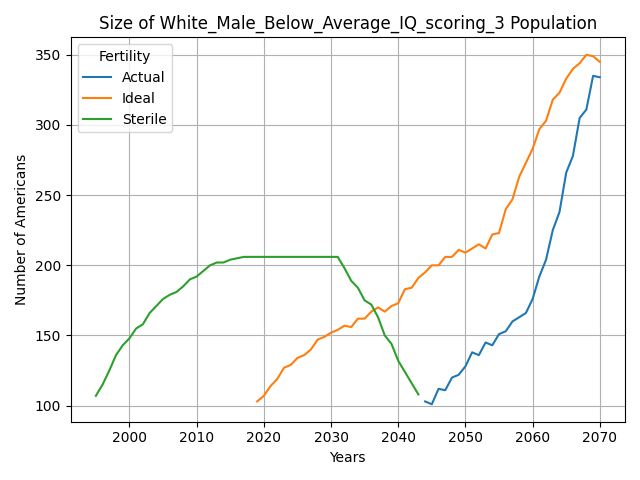 Size of White_Male_Below_Average_IQ_scoring_3 Population
Fertility
Actual
Ideal
Sterile
Number of Americans
350
300
250
200
150
100
2000 2010 2020 2030 2040 2050 2060 2070
Years